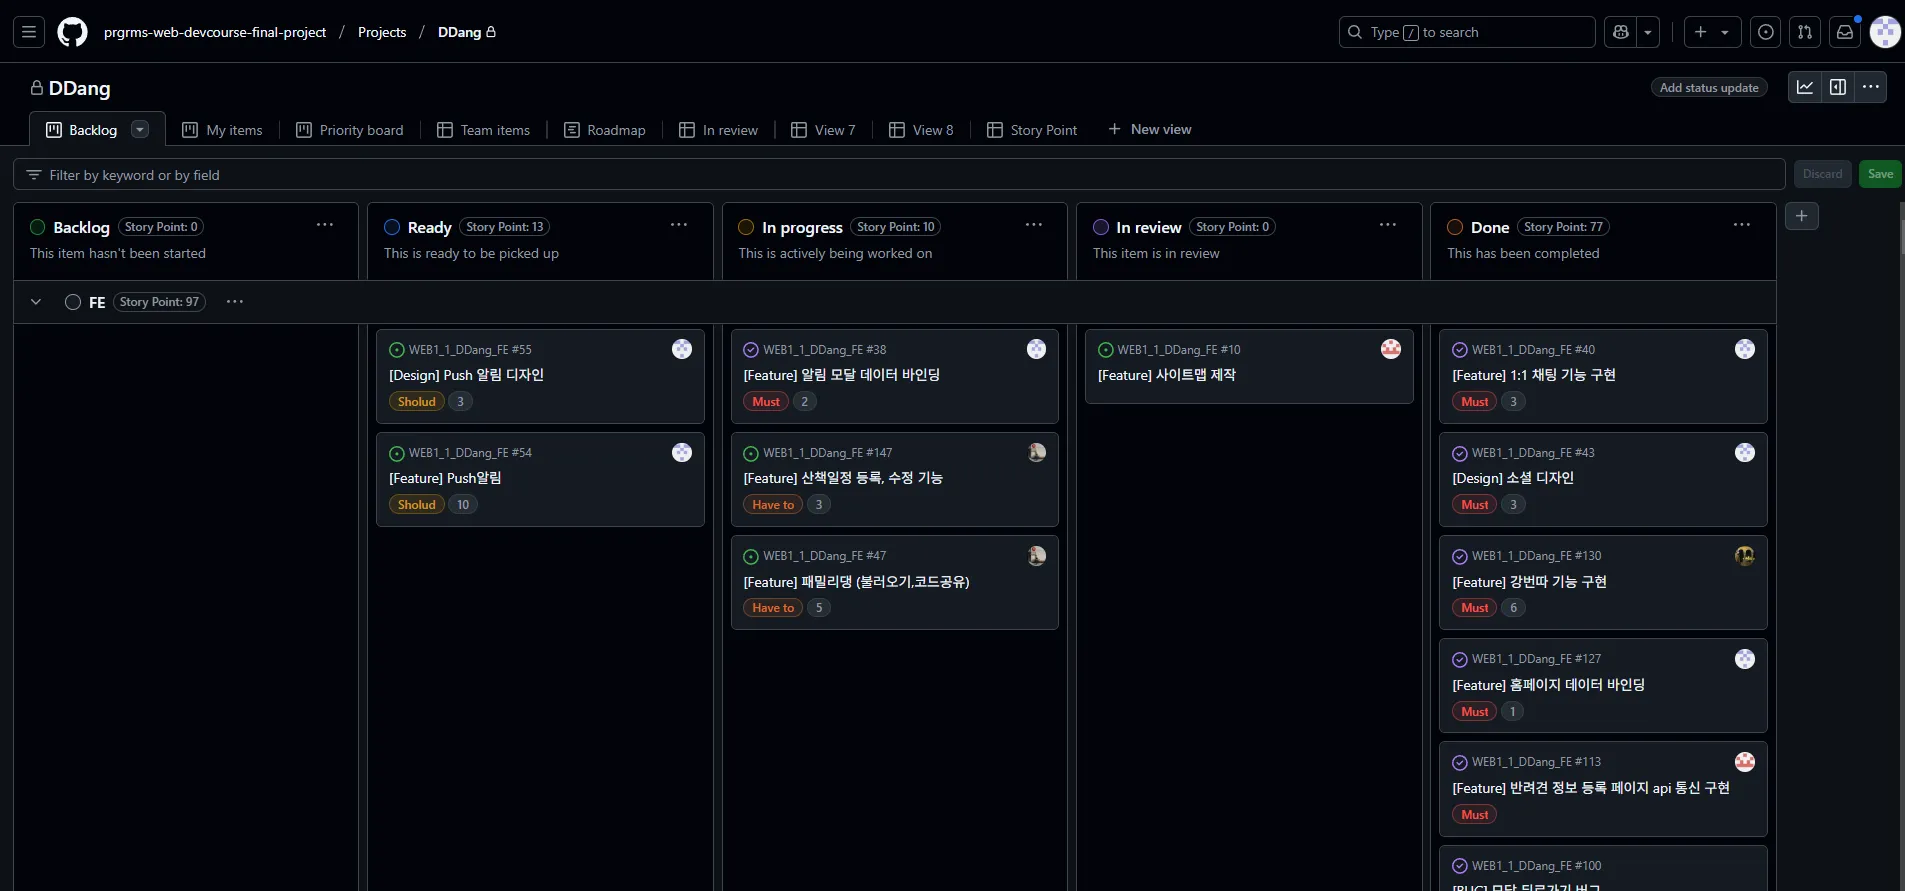 prgrms-web-devcourse-final-project / Projects / DDang
Type / to search
DDang
Add status update
Backlog
My items
Priority board
Team items
Roadmap
In review
View 7
View 8
Story Point
New view
Filter by keyword or by field
Discard
Save
Backlog Story Point: 0
This item hasn't been started
Ready Story Point: 13
This is ready to be picked up
In progress Story Point: 10
This is actively being worked on
In review Story Point: 0
This item is in review
Done Story Point: 77
This has been completed
FE Story Point: 97
WEB1_1_DDang_FE #55
[Design] Push 알림 디자인
Sholud 3
WEB1_1_DDang_FE #54
[Feature] Push알림
Sholud 10
WEB1_1_DDang_FE #38
[Feature] 알림 모달 데이터 바인딩
Must 2
WEB1_1_DDang_FE #147
[Feature] 산책일정 등록, 수정 기능
Have to 3
WEB1_1_DDang_FE #47
[Feature] 패밀리댕 (불러오기,코드공유)
Have to 5
WEB1_1_DDang_FE #10
[Feature] 사이트맵 제작
WEB1_1_DDang_FE #40
[Feature] 1:1 채팅 기능 구현
Must 3
WEB1_1_DDang_FE #43
[Design] 소셜 디자인
Must 3
WEB1_1_DDang_FE #130
[Feature] 강번따 기능 구현
Must 6
WEB1_1_DDang_FE #127
[Feature] 홈페이지 데이터 바인딩
Must 1
WEB1_1_DDang_FE #113
[Feature] 반려견 정보 등록 페이지 api 통신 구현
Must
WEB1_1_DDang_FE #100
[BUG] 모달 뒤로가기 버그